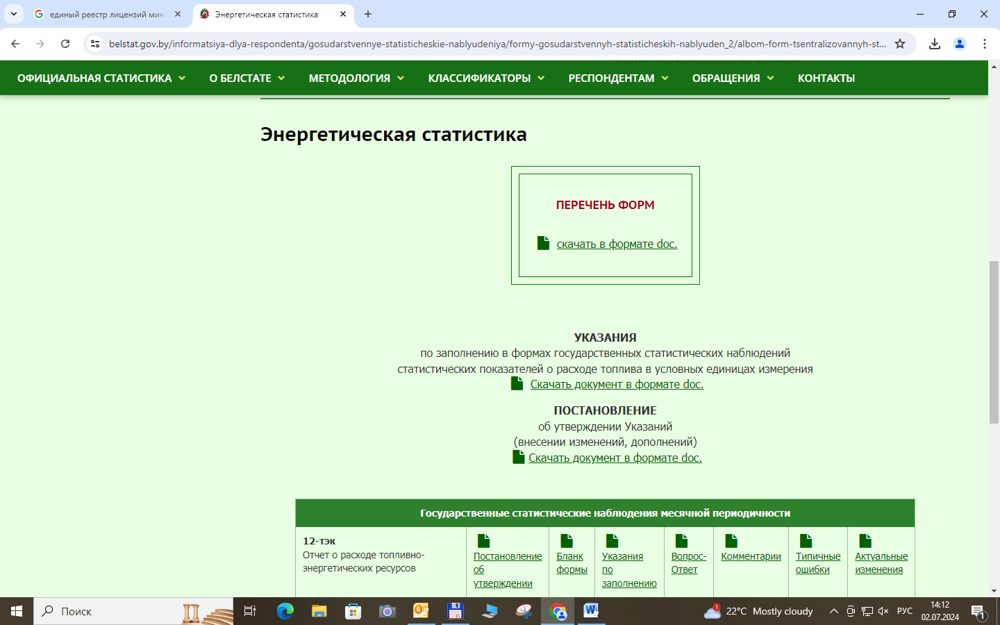 единый реестр лицензий мин
Энергетическая статистика
belstat.gov.by/informatsiya-dlya-respondenta/gosudarstvennye-statisticheskie-nablyudeniya/formy-gosudarstvennyh-statisticheskih-nablyuden_2/albom-form-tsentralizovannyh-st...
Статистика использования времени
ОФИЦИАЛЬНАЯ СТАТИСТИКА О БЕЛСТАТЕ МЕТОДОЛОГИЯ КЛАССИФИКАТОРЫ РЕСПОНДЕНТАМ ОБРАЩЕНИЯ КОНТАКТЫ
Энергетическая статистика
ПЕРЕЧЕНЬ ФОРМ
скачать в формате doc.
УКАЗАНИЯ
по заполнению в формах государственных статистических наблюдений
статистических показателей о расходе топлива в условных единицах измерения
Скачать документ в формате doc.
ПОСТАНОВЛЕНИЕ
об утверждении Указаний
(внесении изменений, дополнений)
Скачать документ в формате doc.
Государственные статистические наблюдения месячной периодичности
12-тэк
Отчет о расходе топливно-
энергетических ресурсов
Постановление
об
утверждении
Бланк
формы
Указания
по
заполнению
Вопрос-
Ответ
Комментарии
Типичные
ошибки
Актуальные
изменения
Поиск
1
22°C Mostly cloudy
РУС
14:12
02.07.2024
1